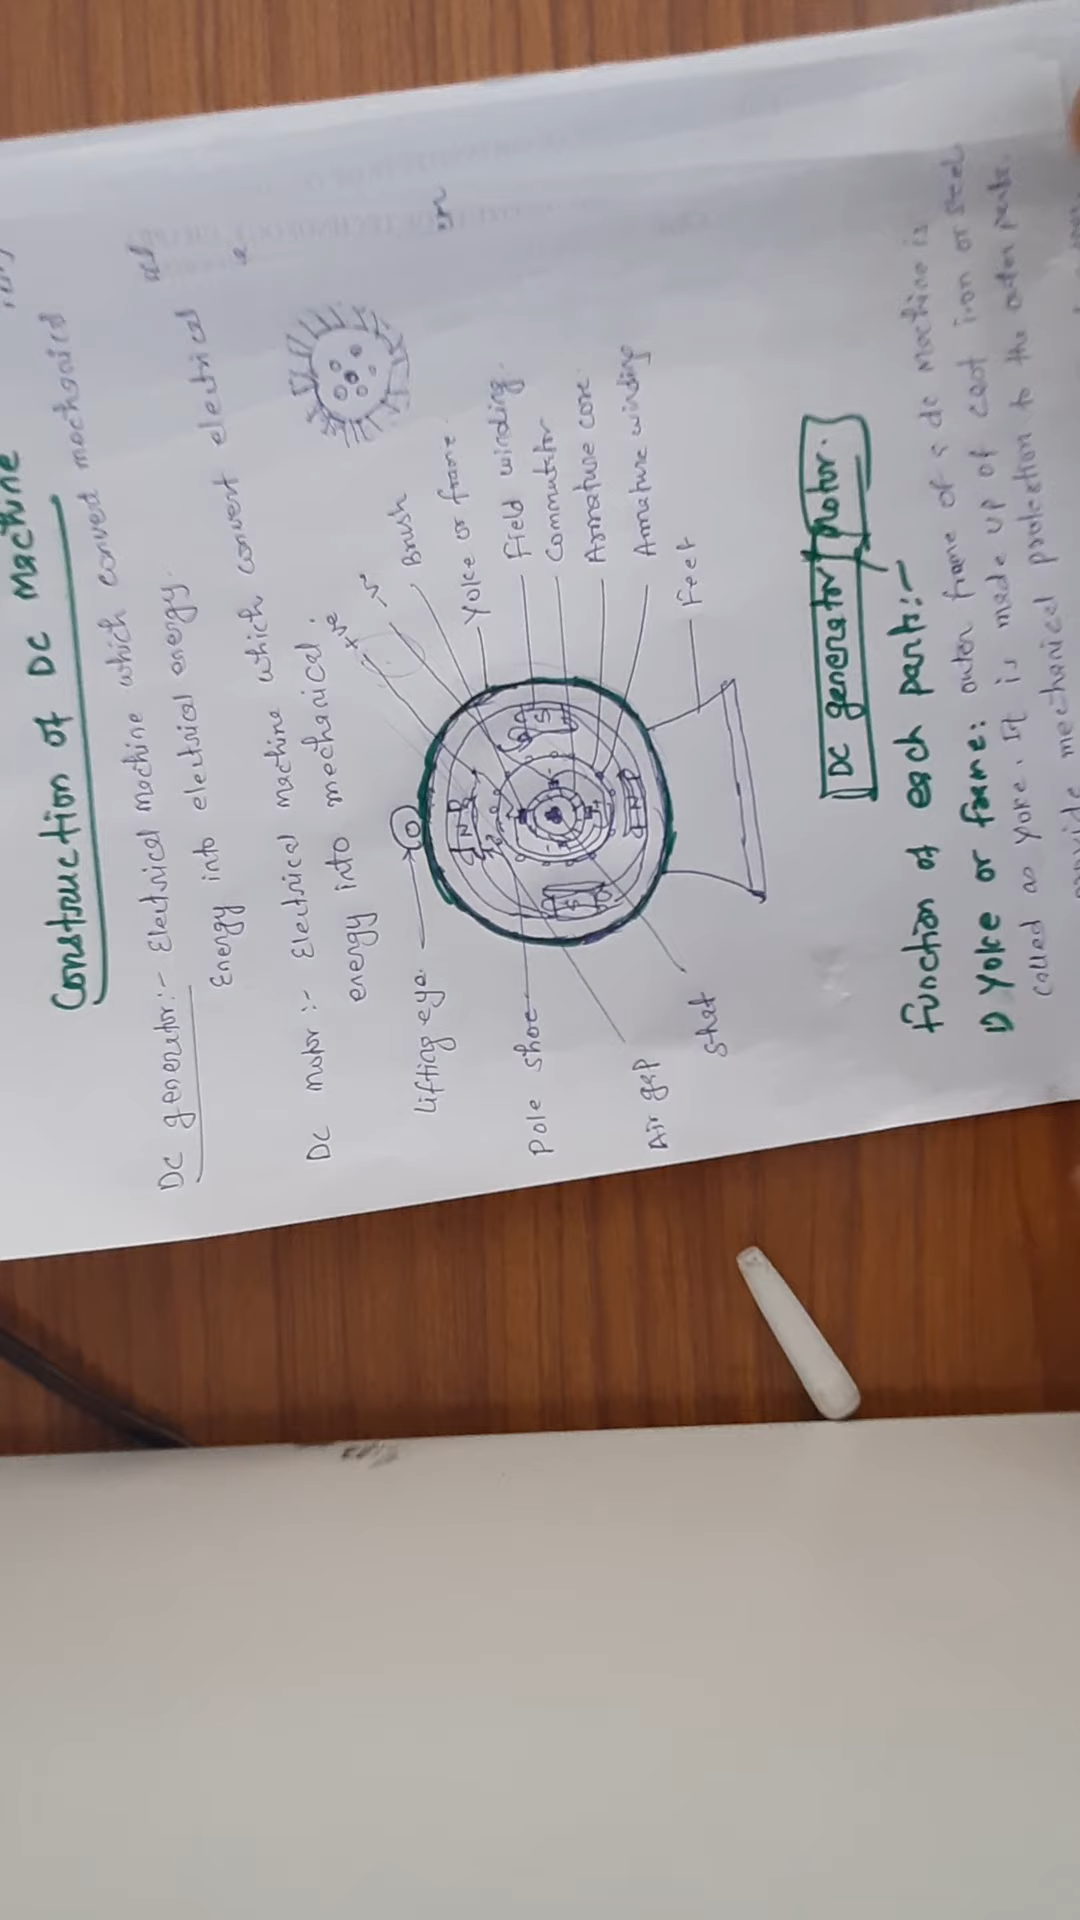 Construction of DC Machine
DC generator:- Electrical machine which convert mechanical
Energy into electrical energy.
DC motor :- Electrical machine which convert electrical
energy into mechanical.
+ve
-ve
Brush
Yoke or frame.
Field winding.
Commutator
Armature core.
Armature winding
Feet
lifting eye
Pole shoe
Air gap
Shaft
N
S
S
N
DC generator/Motor.
function of each parts:-
1) Yoke or frame: outer frame of a dc machine is
called as yoke. It is made up of cast iron or steel
provide mechanical protection to the outer parts.